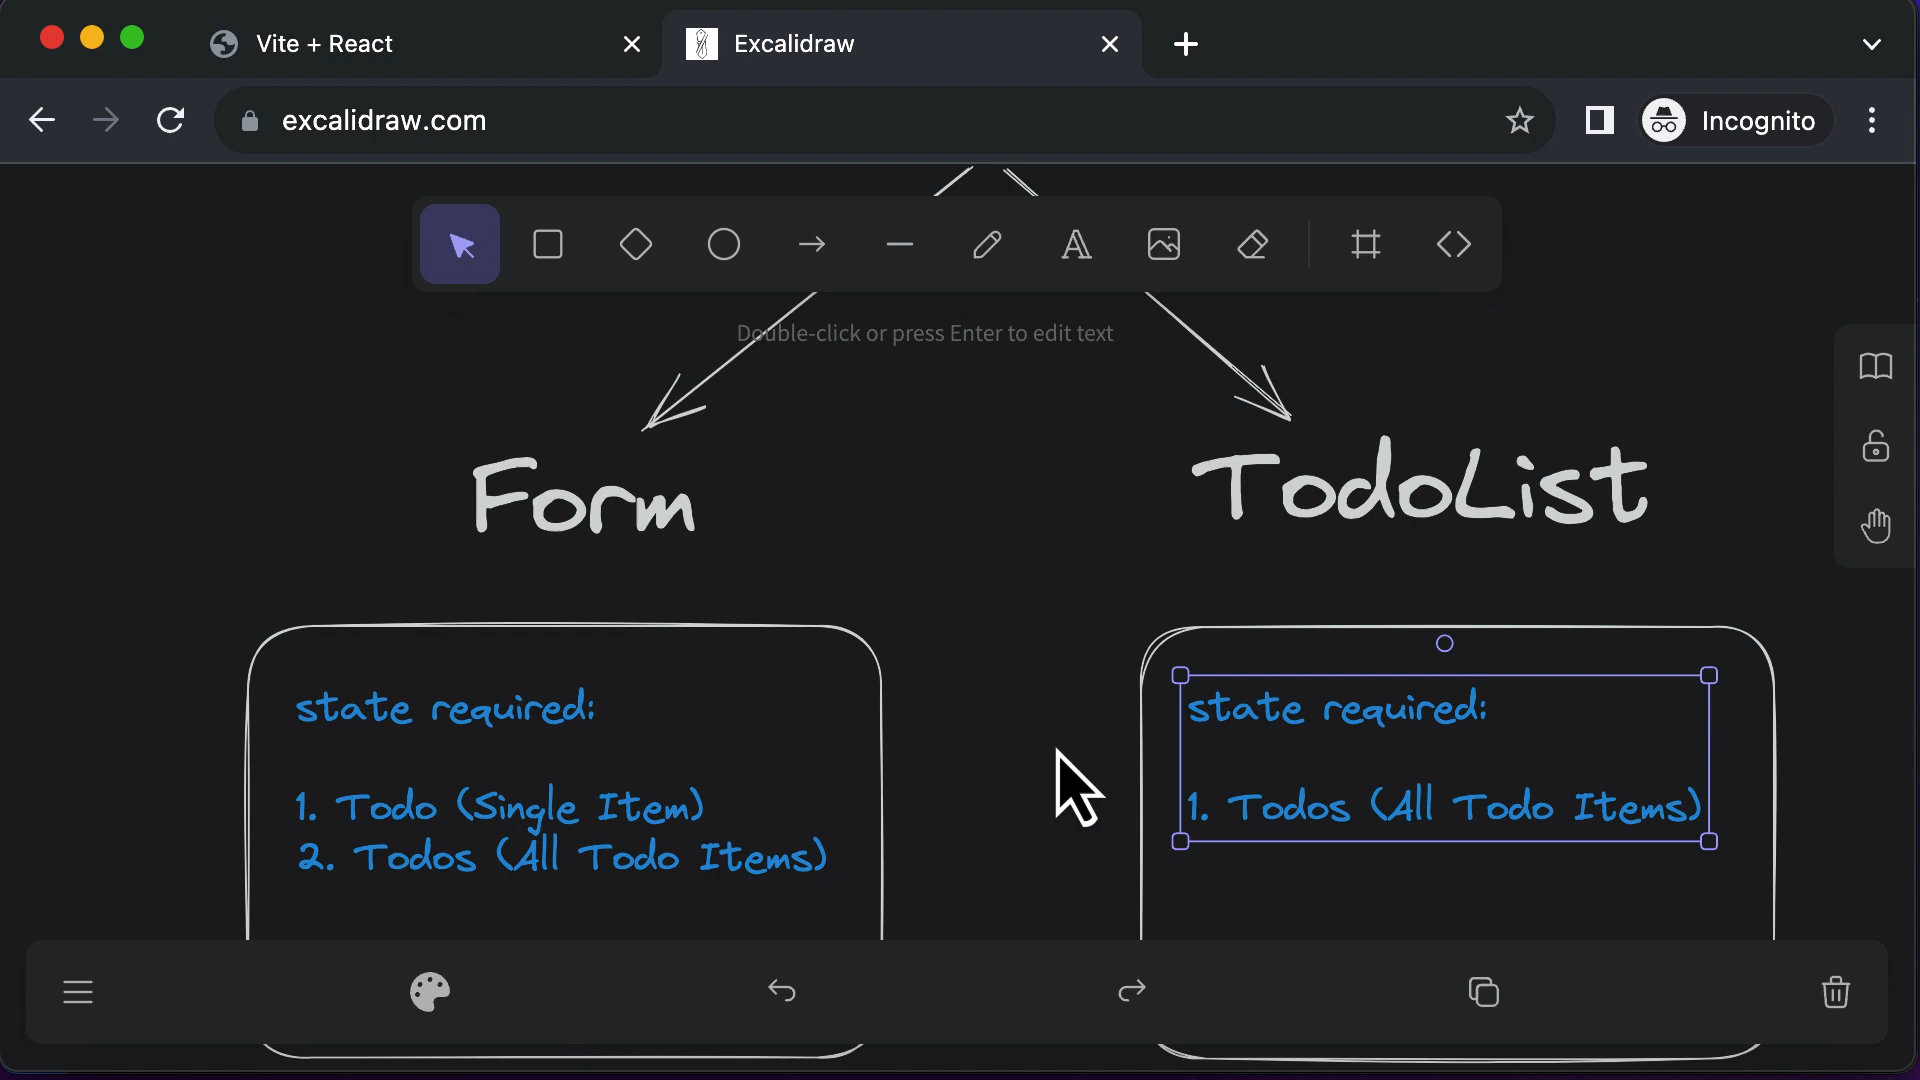 Vite + React
Excalidraw
excalidraw.com
Incognito
Double-click or press Enter to edit text
Form
TodoList
state required:
1. Todo (Single Item)
2. Todos (All Todo Items)
state required:
1. Todos (All Todo Items)